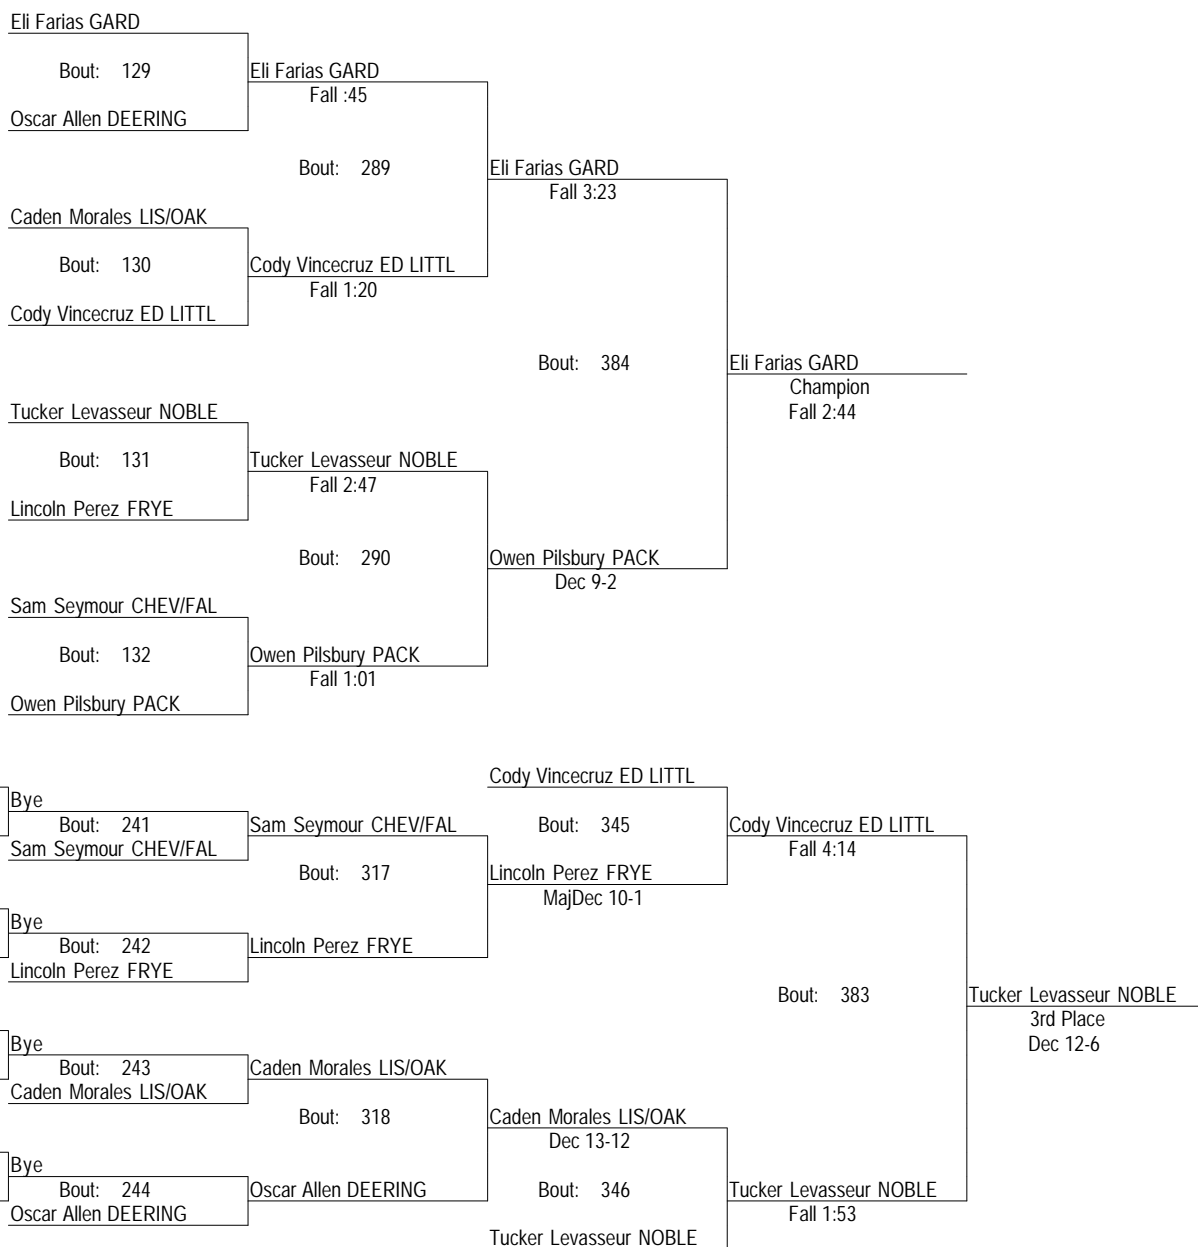 Eli Farias GARD
Bout: 129
Eli Farias GARD
Fall :45
Oscar Allen DEERING
Bout: 289
Eli Farias GARD
Fall 3:23
Caden Morales LIS/OAK
Bout: 130
Cody Vincecruz ED LITTL
Fall 1:20
Cody Vincecruz ED LITTL
Bout: 384
Eli Farias GARD
Champion
Fall 2:44
Tucker Levasseur NOBLE
Bout: 131
Tucker Levasseur NOBLE
Fall 2:47
Lincoln Perez FRYE
Bout: 290
Owen Pilsbury PACK
Dec 9-2
Sam Seymour CHEV/FAL
Bout: 132
Owen Pilsbury PACK
Fall 1:01
Owen Pilsbury PACK
Cody Vincecruz ED LITTL
Bye
Bout: 241
Sam Seymour CHEV/FAL
Bout: 345
Cody Vincecruz ED LITTL
Sam Seymour CHEV/FAL
Fall 4:14
Bout: 317
Lincoln Perez FRYE
MajDec 10-1
Bye
Bout: 242
Lincoln Perez FRYE
Lincoln Perez FRYE
Bout: 383
Tucker Levasseur NOBLE
3rd Place
Dec 12-6
Bye
Bout: 243
Caden Morales LIS/OAK
Caden Morales LIS/OAK
Bout: 318
Caden Morales LIS/OAK
Dec 13-12
Bye
Bout: 244
Oscar Allen DEERING
Bout: 346
Tucker Levasseur NOBLE
Oscar Allen DEERING
Fall 1:53
Tucker Levasseur NOBLE